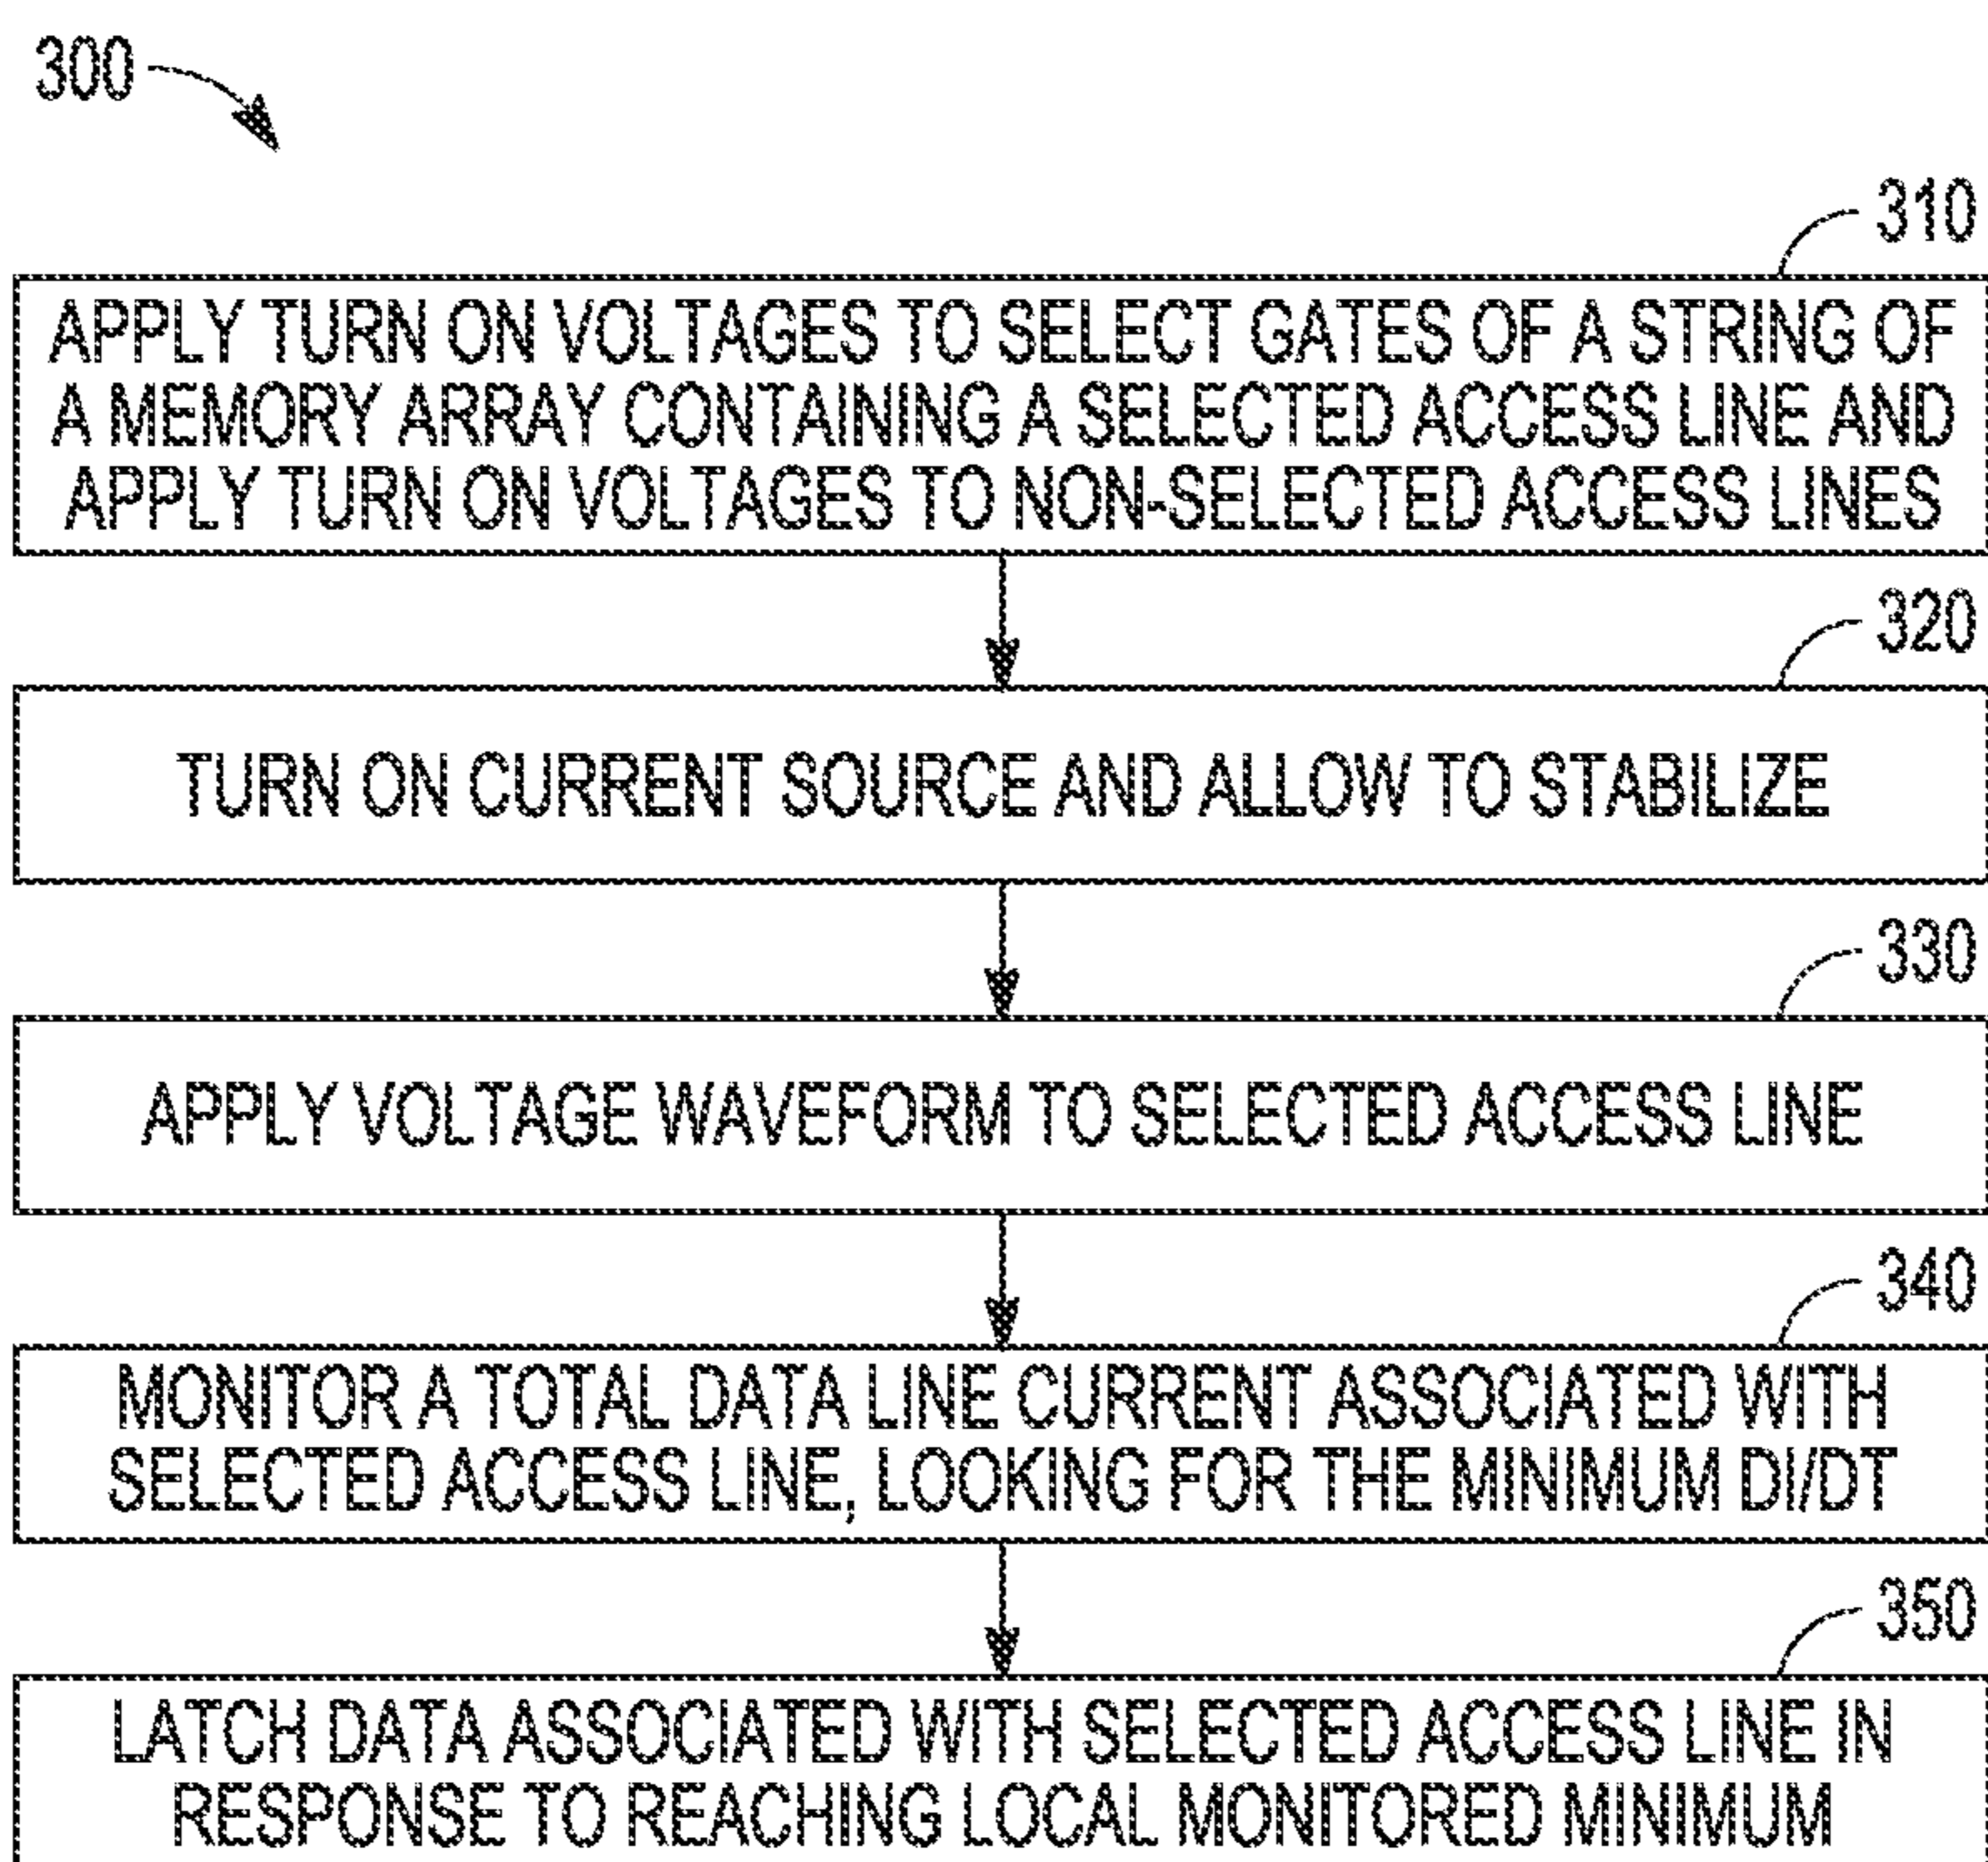 300
310
APPLY TURN ON VOLTAGES TO SELECT GATES OF A STRING OF
A MEMORY ARRAY CONTAINING A SELECTED ACCESS LINE AND
APPLY TURN ON VOLTAGES TO NON-SELECTED ACCESS LINES
320
TURN ON CURRENT SOURCE AND ALLOW TO STABILIZE
330
APPLY VOLTAGE WAVEFORM TO SELECTED ACCESS LINE
340
MONITOR A TOTAL DATA LINE CURRENT ASSOCIATED WITH
SELECTED ACCESS LINE, LOOKING FOR THE MINIMUM DI/DT
350
LATCH DATA ASSOCIATED WITH SELECTED ACCESS LINE IN
RESPONSE TO REACHING LOCAL MONITORED MINIMUM